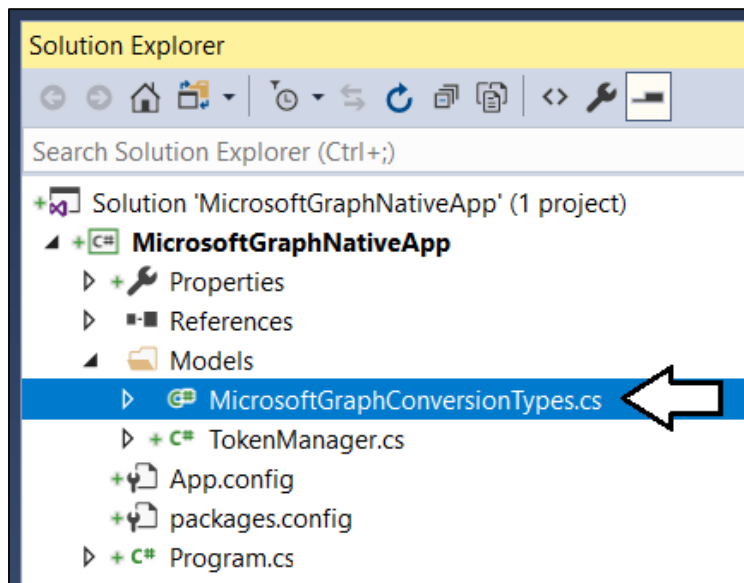 Solution Explorer
Search Solution Explorer (Ctrl+;)
Solution 'MicrosoftGraphNativeApp' (1 project)
C# MicrosoftGraphNativeApp
Properties
References
Models
C# MicrosoftGraphConversionTypes.cs
C# TokenManager.cs
App.config
packages.config
C# Program.cs